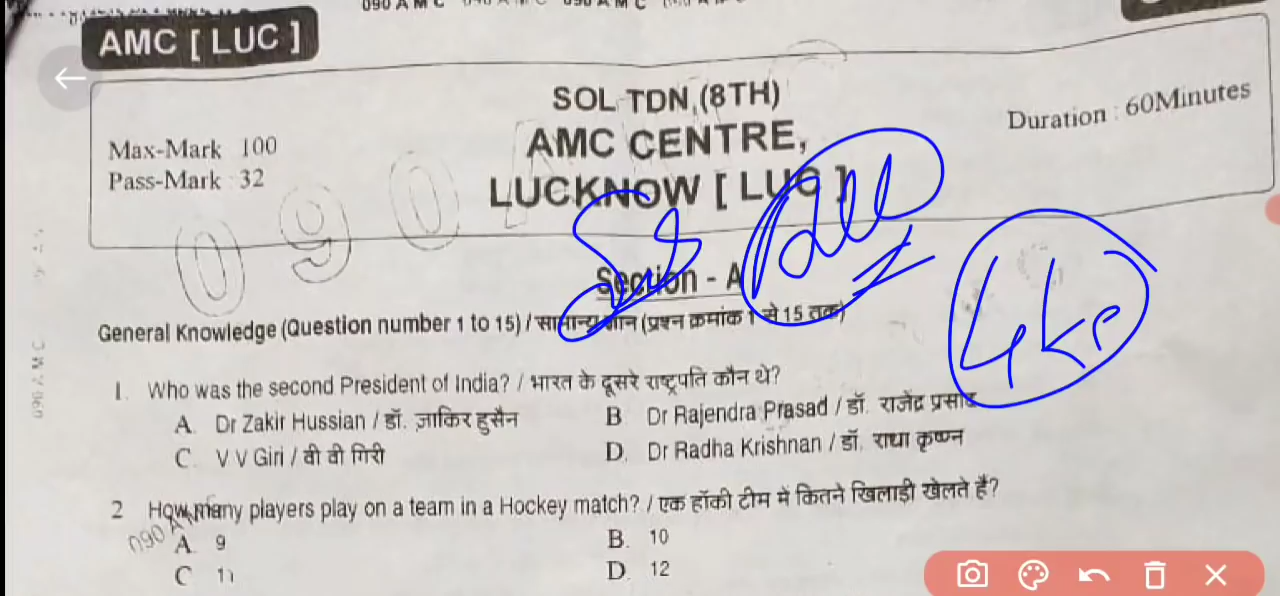 090 A M C
AMC [ LUC ]
SOL TDN (8TH)
AMC CENTRE,
LUCKNOW [ LUC ]
Max-Mark 100
Pass-Mark : 32
Duration : 60Minutes
090
Section - A
General Knowledge (Question number 1 to 15) / सामान्य ज्ञान (प्रश्न क्रमांक 1 से 15 तक)
1. Who was the second President of India? / भारत के दूसरे राष्ट्रपति कौन थे?
A. Dr Zakir Hussian / डॉ. ज़ाकिर हुसैन
B Dr Rajendra Prasad / डॉ. राजेंद्र प्रसाद
C. V V Giri / वी वी गिरी
D. Dr Radha Krishnan / डॉ. राधा कृष्णन
2 How many players play on a team in a Hockey match? / एक हॉकी टीम में कितने खिलाड़ी खेलते हैं?
A. 9
B. 10
C 11
D. 12